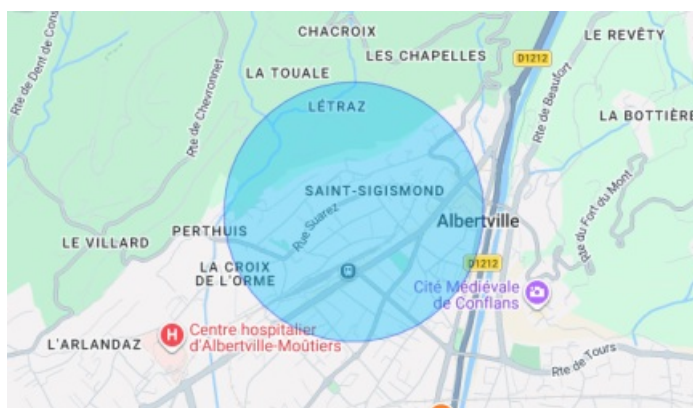 CHACROIX
LE REVÊTY
LES CHAPELLES
D1212
Rte de Dent de Cons
LA TOUALE
Rte de Chevronnet
Rte de Beaufort
LÉTRAZ
LA BOTTIÈRE
SAINT-SIGISMOND
Rue Suarez
Albertville
Rte du Fort du Mont
PERTHUIS
LE VILLARD
LA CROIX
DE L'ORME
D1212
Cité Médiévale
de Conflans
H
Centre hospitalier
d'Albertville-Moûtiers
L'ARLANDAZ
Rte de Tours